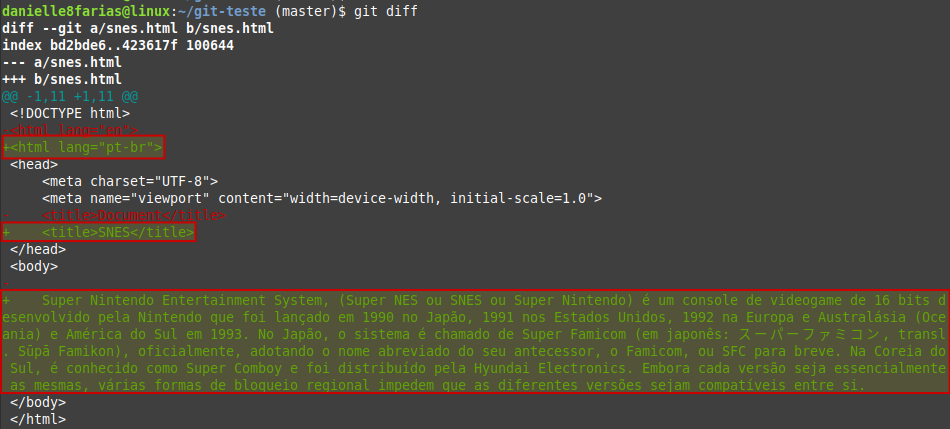 danielle8farias@linux:~/git-teste (master)$ git diff
diff --git a/snes.html b/snes.html
index bd2bde6..423617f 100644
--- a/snes.html
+++ b/snes.html
@@ -1,11 +1,11 @@
 <!DOCTYPE html>
-<html lang="en">
+<html lang="pt-br">
 <head>
     <meta charset="UTF-8">
     <meta name="viewport" content="width=device-width, initial-scale=1.0">
-    <title>Document</title>
+    <title>SNES</title>
 </head>
 <body>
+    Super Nintendo Entertainment System, (Super NES ou SNES ou Super Nintendo) é um console de videogame de 16 bits d
esenvolvido pela Nintendo que foi lançado em 1990 no Japão, 1991 nos Estados Unidos, 1992 na Europa e Australásia (Oce
ania) e América do Sul em 1993. No Japão, o sistema é chamado de Super Famicom (em japonês: スーパーファミコン, transl
. Sūpā Famikon), oficialmente, adotando o nome abreviado do seu antecessor, o Famicom, ou SFC para breve. Na Coreia do
 Sul, é conhecido como Super Comboy e foi distribuido pela Hyundai Electronics. Embora cada versão seja essencialmente
 as mesmas, várias formas de bloqueio regional impedem que as diferentes versões sejam compatíveis entre si.
 </body>
 </html>